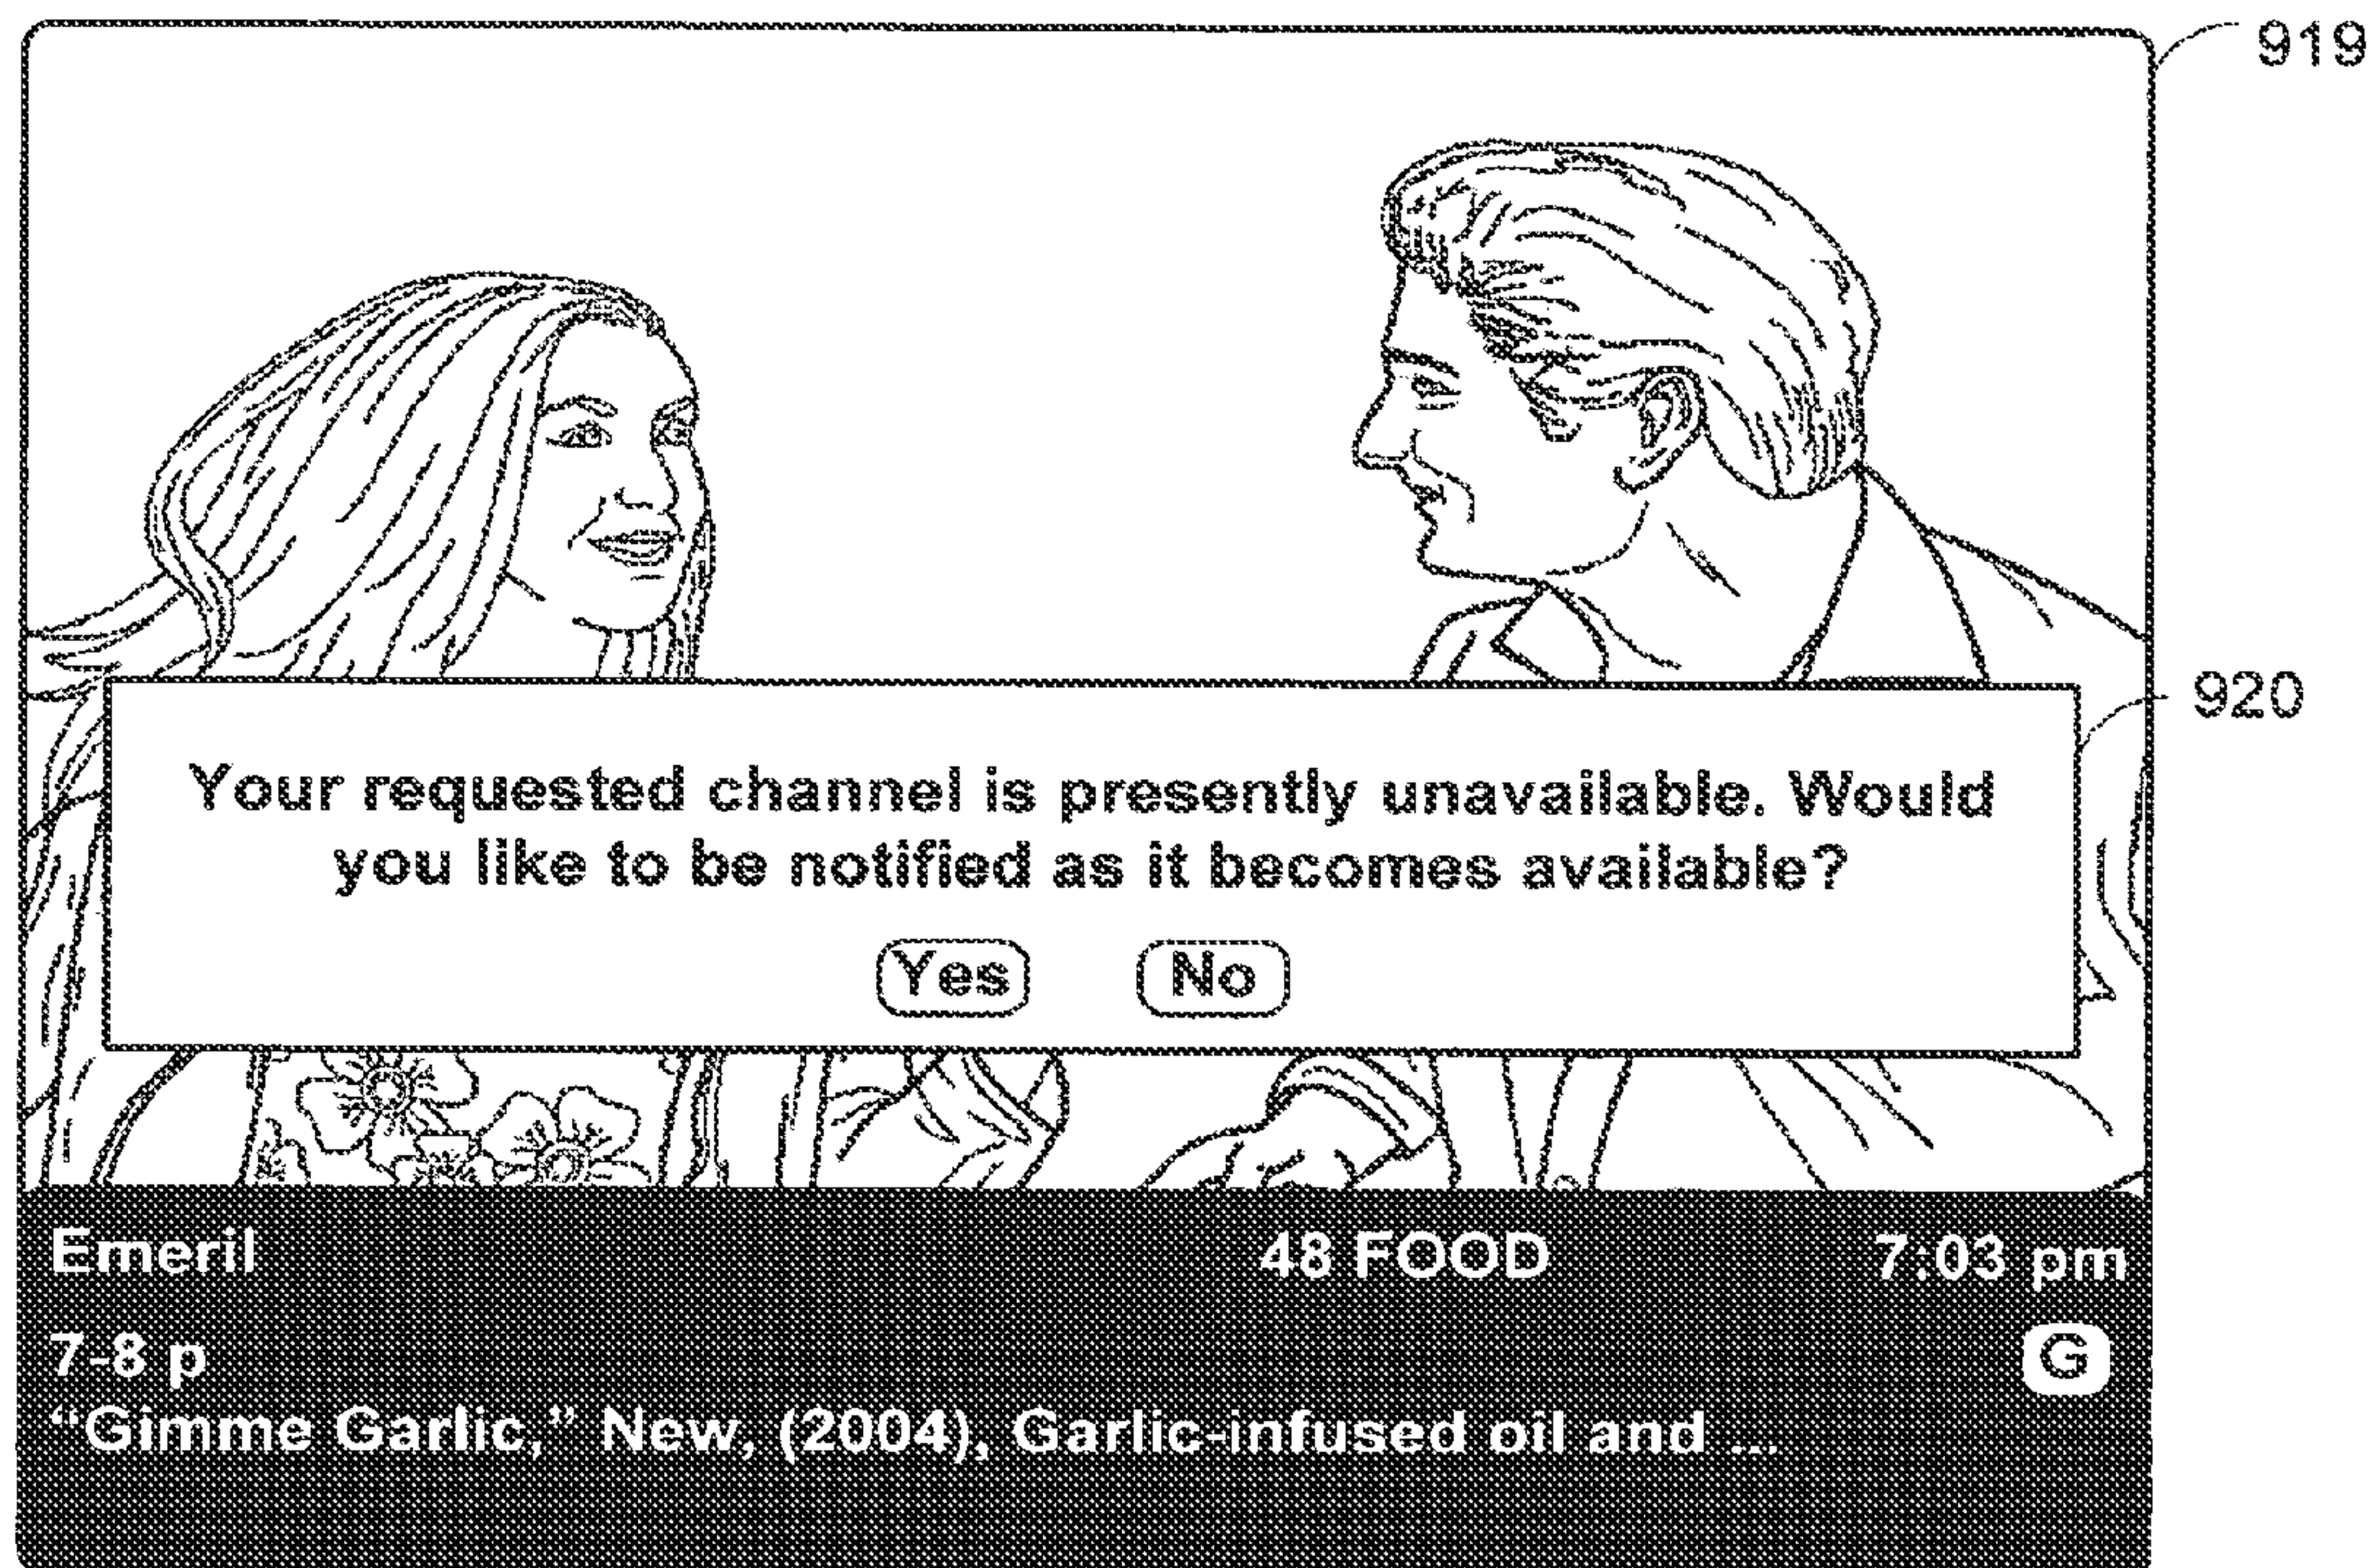 919
920
Your requested channel is presently unavailable. Would
you like to be notified as it becomes available?
Yes No
Emeril 48 FOOD 7:03 pm
7-8 p G
“Gimme Garlic,” New, (2004), Garlic-infused oil and ...